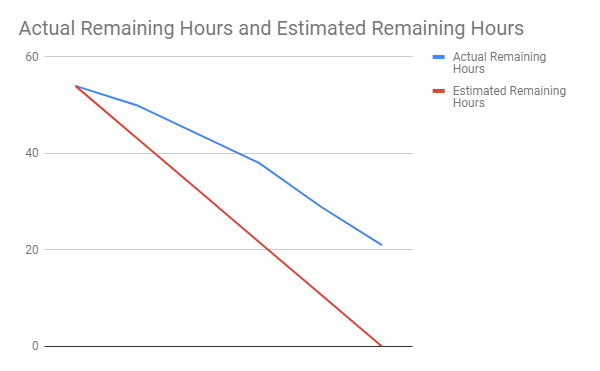 Actual Remaining Hours and Estimated Remaining Hours
60
40
20
0
Actual Remaining
Hours
Estimated Remaining
Hours